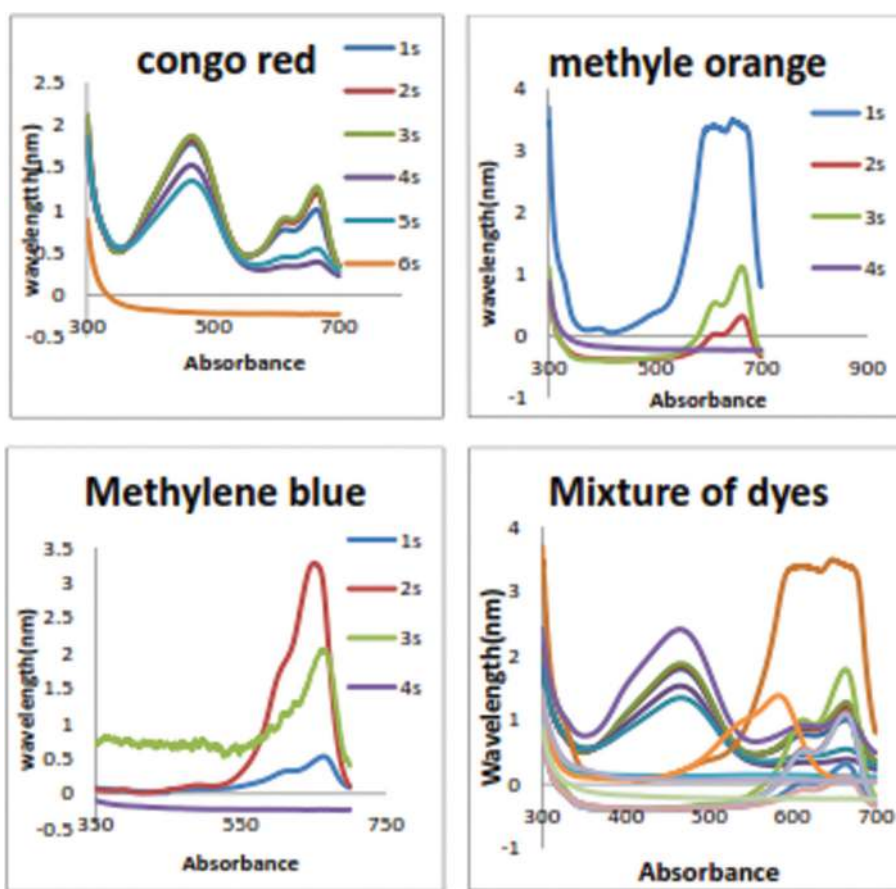 congo red
1s
2s
3s
4s
5s
6s
2.5
2
1.5
1
0.5
0
-0.5
300
500
700
wavelengtth(nm)
Absorbance
methyle orange
1s
2s
3s
4s
4
3
2
1
0
-1
300
500
700
900
wavelength(nm)
Absorbance
Methylene blue
1s
2s
3s
4s
3.5
3
2.5
2
1.5
1
0.5
0
-0.5
330
550
750
wavelength(nm)
Absorbance
Mixture of dyes
4
3
2
1
0
-1
300
400
500
600
700
Wavelength(nm)
Absorbance